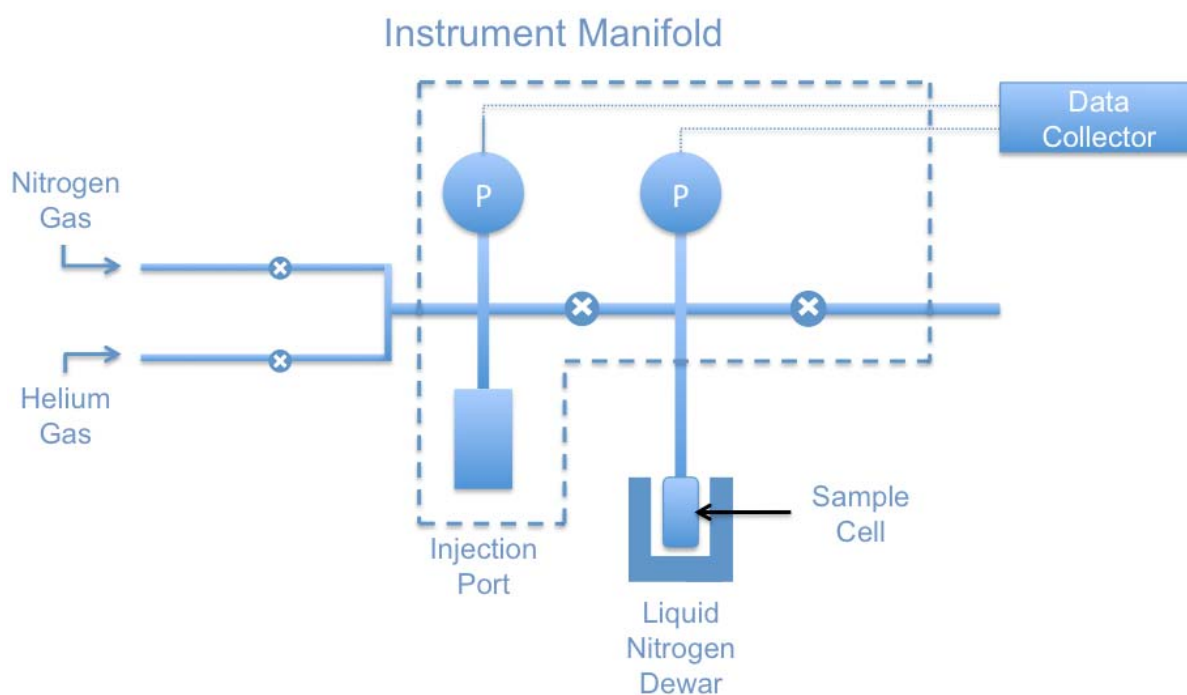 Instrument Manifold
Data
Collector
P
P
Nitrogen
Gas
Helium
Gas
Sample
Cell
Injection
Port
Liquid
Nitrogen
Dewar